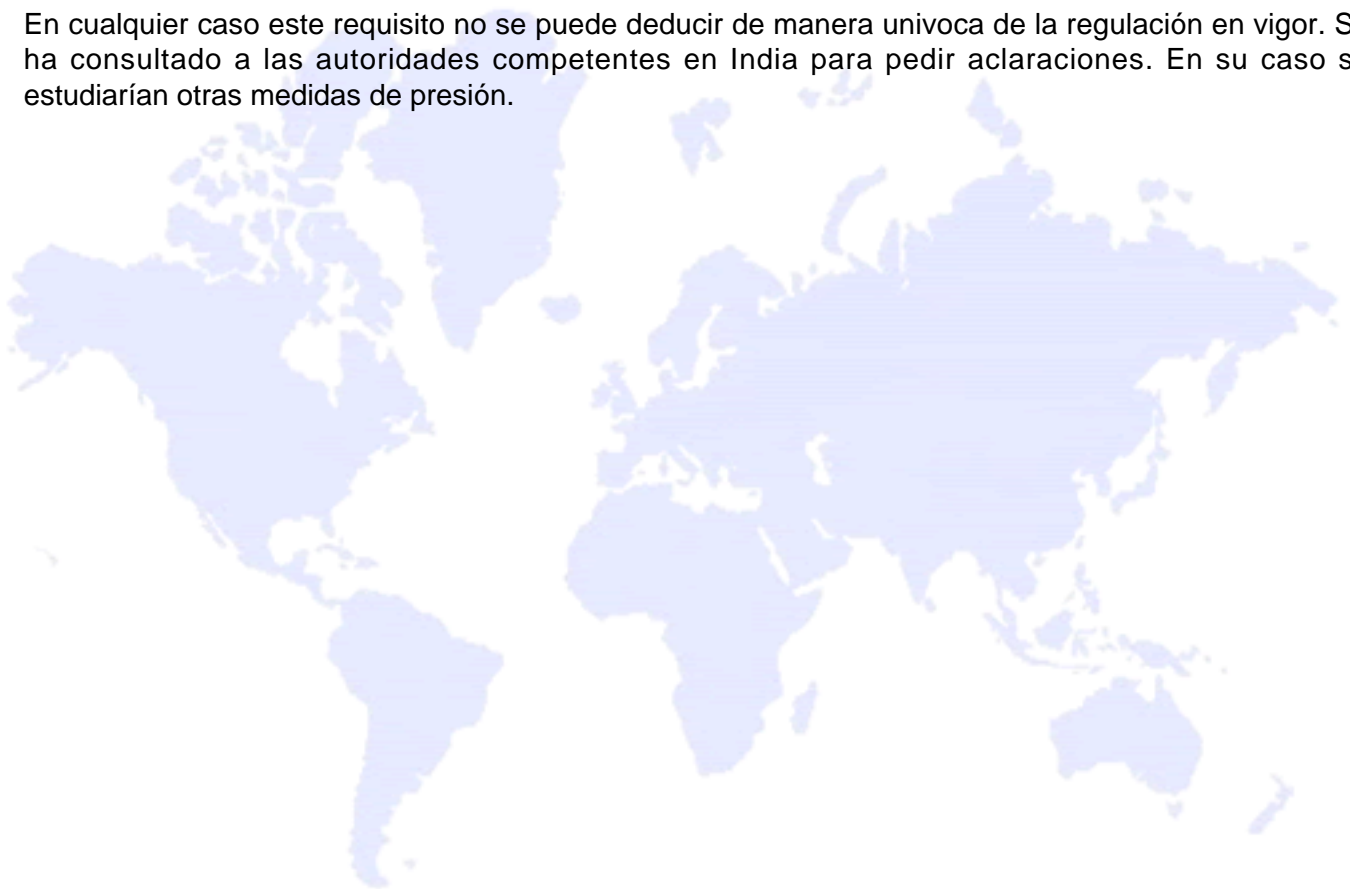 En cualquier caso este requisito no se puede deducir de manera univoca de la regulación en vigor. S
ha consultado a las autoridades competentes en India para pedir aclaraciones. En su caso s
estudiarían otras medidas de presión.